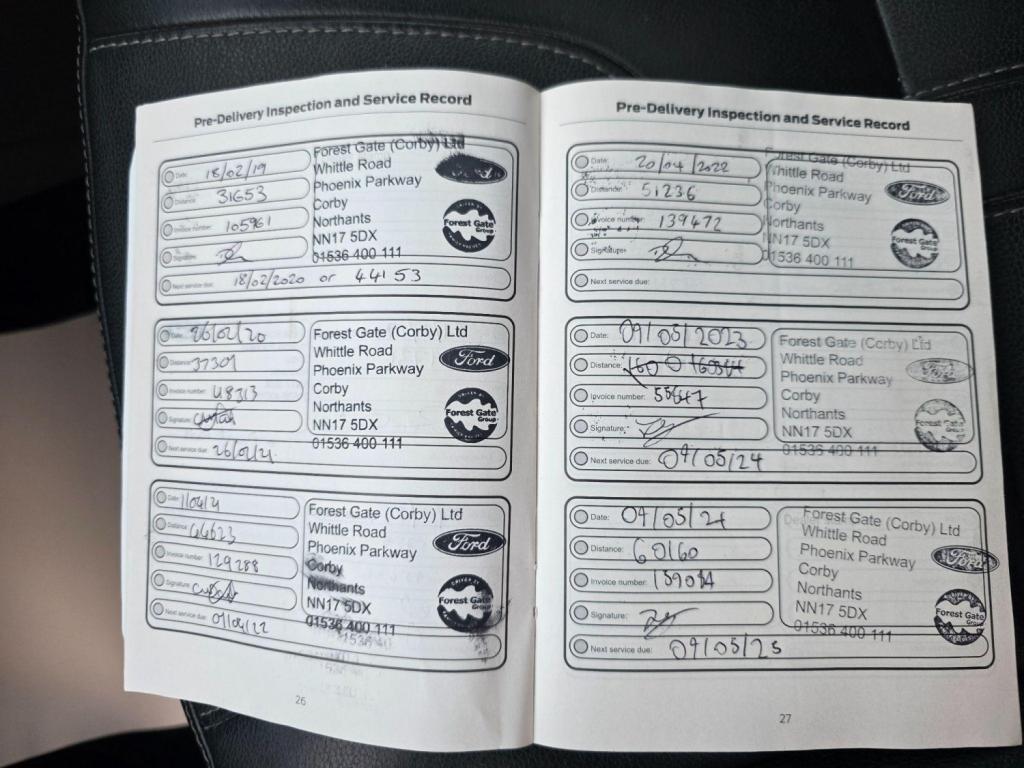 Pre-Delivery Inspection and Service Record
Date: 18/02/19
Distance: 31653
Invoice number: 105961
Signature:
Next service due: 18/02/2020 or 44153
Forest Gate (Corby) Ltd
Whittle Road
Phoenix Parkway
Corby
Northants
NN17 5DX
01536 400 111
Forest Gate
Date: 26/02/20
Distance: 37301
Invoice number:
Signature:
Next service due: 26/02/21
Forest Gate (Corby) Ltd
Whittle Road
Phoenix Parkway
Corby
Northants
NN17 5DX
01536 400 111
Ford
Forest Gate
Group
Date: 1/04/21
Distance: 44623
Invoice number: 129288
Signature:
Next service due: 01/04/22
Forest Gate (Corby) Ltd
Whittle Road
Phoenix Parkway
Corby
Northants
NN17 5DX
01536 400 111
Ford
Forest Gate
Group
26
Pre-Delivery Inspection and Service Record
Date: 20/04/2022
Distance: 51236
Invoice number: 139472
Signature:
Next service due:
Forest Gate (Corby) Ltd
Whittle Road
Phoenix Parkway
Corby
Northants
NN17 5DX
01536 400 111
Ford
Forest Gate
Group
Date: 09/05/2023
Distance:
Invoice number:
Signature:
Next service due: 09/05/24
Forest Gate (Corby) Ltd
Whittle Road
Phoenix Parkway
Corby
Northants
NN17 5DX
01536 400 111
Ford
Forest Gate
Group
Date: 09/05/24
Distance: 60160
Invoice number:
Signature:
Next service due: 09/05/25
Forest Gate (Corby) Ltd
Whittle Road
Phoenix Parkway
Corby
Northants
NN17 5DX
01536 400 111
Ford
Forest Gate
Group
27